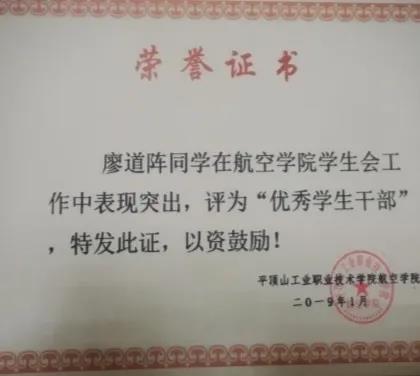 荣誉证书
廖道阵同学在航空学院学生会工
作中表现突出，评为“优秀学生干部”
，特发此证，以资鼓励！
平顶山工业职业技术学院航空学院
二〇一九年1月